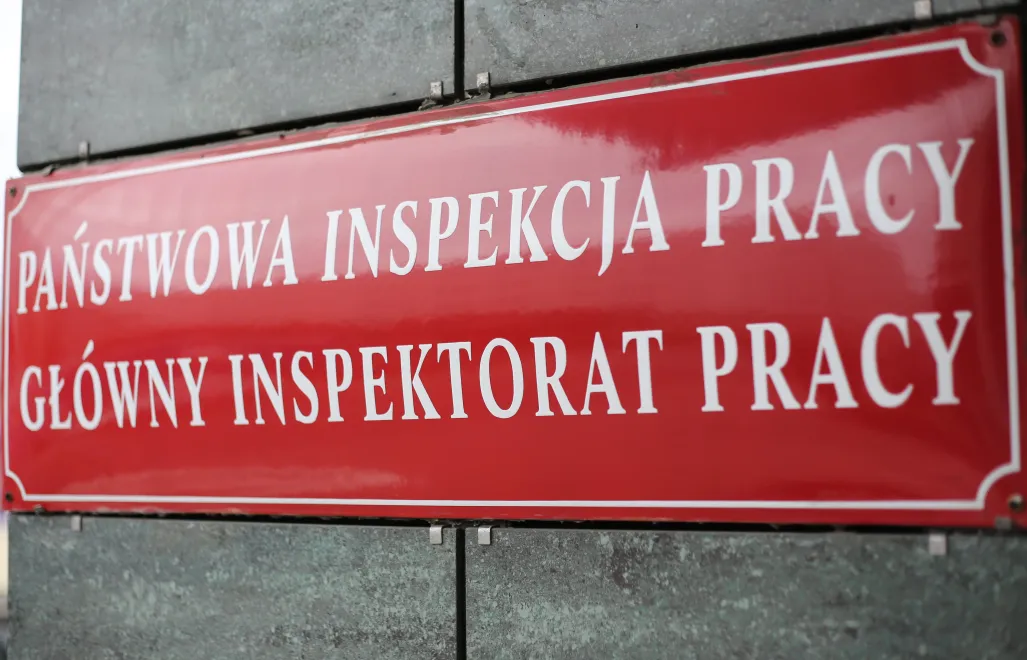 PAŃSTWOWA INSPEKCJA PRACY
GŁÓWNY INSPEKTORAT PRACY